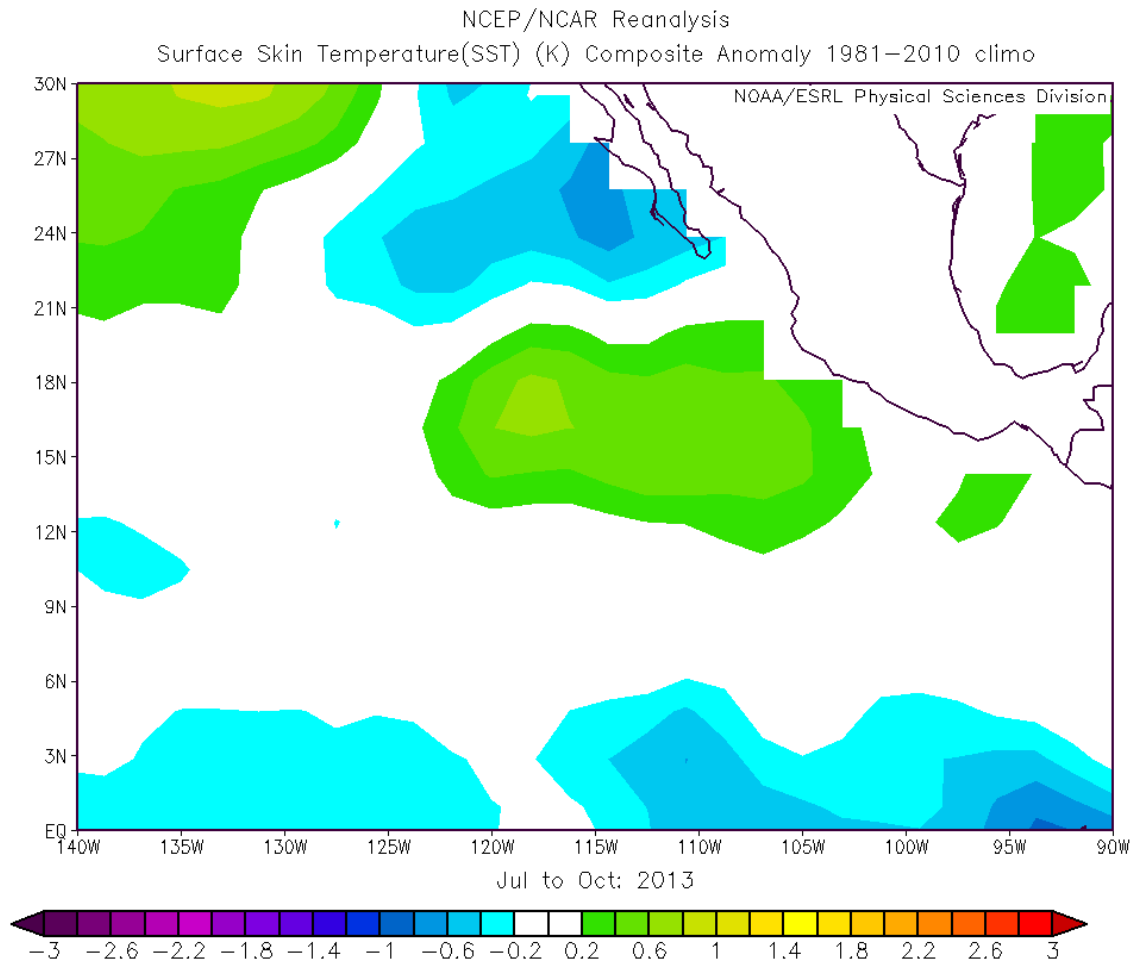 NCEP/NCAR Reanalysis
Surface Skin Temperature(SST) (K) Composite Anomaly 1981−2010 climo
NOAA/ESRL Physical Sciences Division
30N
27N
24N
21N
18N
15N
12N
9N
6N
3N
EQ
140W 135W 130W 125W 120W 115W 110W 105W 100W 95W 90W
Jul to Oct: 2013
−3 −2.6 −2.2 −1.8 −1.4 −1 −0.6 −0.2 0.2 0.6 1 1.4 1.8 2.2 2.6 3